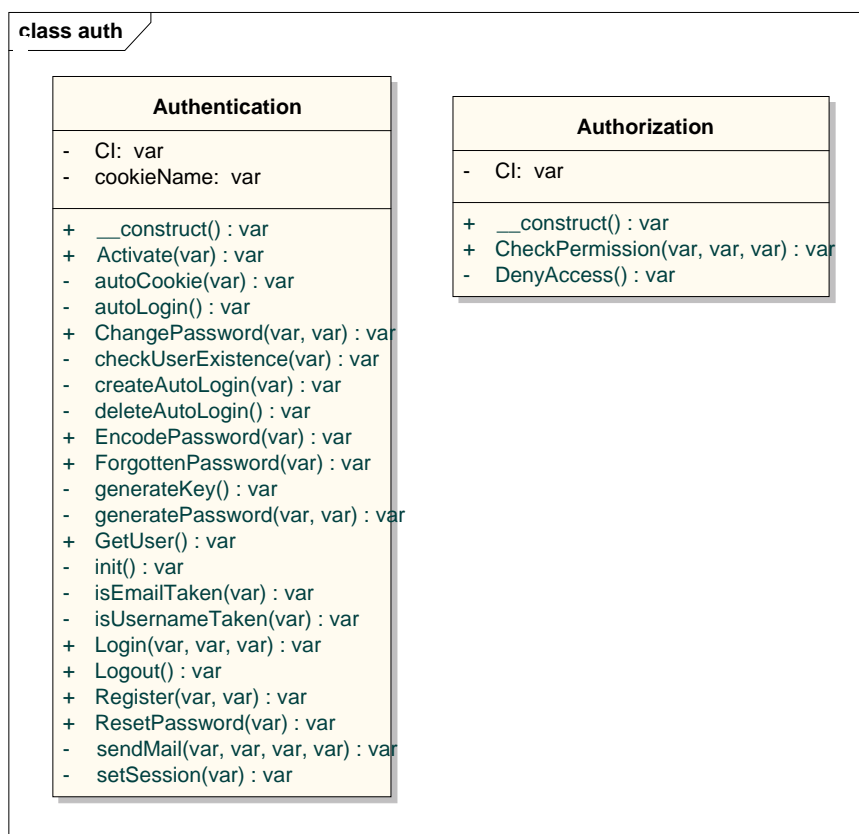 class auth
Authentication
- CI: var
- cookieName: var
+ __construct() : var
+ Activate(var) : var
- autoCookie(var) : var
- autoLogin() : var
+ ChangePassword(var, var) : var
- checkUserExistence(var) : var
- createAutoLogin(var) : var
- deleteAutoLogin() : var
+ EncodePassword(var) : var
+ ForgottenPassword(var) : var
- generateKey() : var
- generatePassword(var, var) : var
+ GetUser() : var
- init() : var
- isEmailTaken(var) : var
- isUsernameTaken(var) : var
+ Login(var, var, var) : var
+ Logout() : var
+ Register(var, var) : var
+ ResetPassword(var) : var
- sendMail(var, var, var, var) : var
- setSession(var) : var
Authorization
- CI: var
+ __construct() : var
+ CheckPermission(var, var, var) : var
- DenyAccess() : var